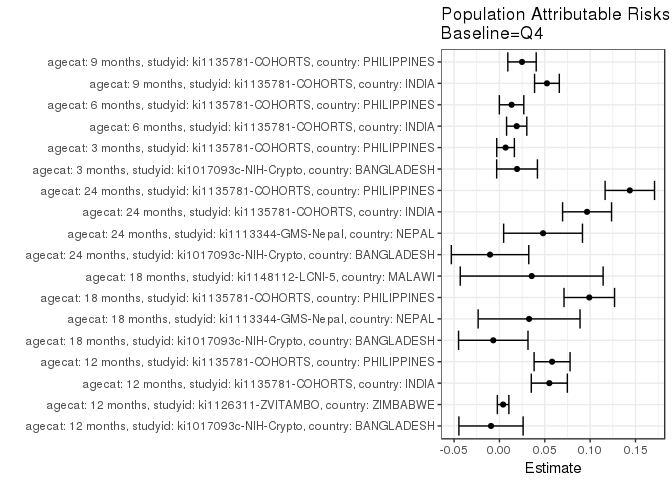 Population Attributable Risks
Baseline=Q4
agecat: 9 months, studyid: ki1135781-COHORTS, country: PHILIPPINES
agecat: 9 months, studyid: ki1135781-COHORTS, country: INDIA
agecat: 6 months, studyid: ki1135781-COHORTS, country: PHILIPPINES
agecat: 6 months, studyid: ki1135781-COHORTS, country: INDIA
agecat: 3 months, studyid: ki1135781-COHORTS, country: PHILIPPINES
agecat: 3 months, studyid: ki1017093c-NIH-Crypto, country: BANGLADESH
agecat: 24 months, studyid: ki1135781-COHORTS, country: PHILIPPINES
agecat: 24 months, studyid: ki1135781-COHORTS, country: INDIA
agecat: 24 months, studyid: ki1113344-GMS-Nepal, country: NEPAL
agecat: 24 months, studyid: ki1017093c-NIH-Crypto, country: BANGLADESH
agecat: 18 months, studyid: ki1148112-LCNI-5, country: MALAWI
agecat: 18 months, studyid: ki1135781-COHORTS, country: PHILIPPINES
agecat: 18 months, studyid: ki1113344-GMS-Nepal, country: NEPAL
agecat: 18 months, studyid: ki1017093c-NIH-Crypto, country: BANGLADESH
agecat: 12 months, studyid: ki1135781-COHORTS, country: PHILIPPINES
agecat: 12 months, studyid: ki1135781-COHORTS, country: INDIA
agecat: 12 months, studyid: ki1126311-ZVITAMBO, country: ZIMBABWE
agecat: 12 months, studyid: ki1017093c-NIH-Crypto, country: BANGLADESH
-0.05 0.00 0.05 0.10 0.15
Estimate